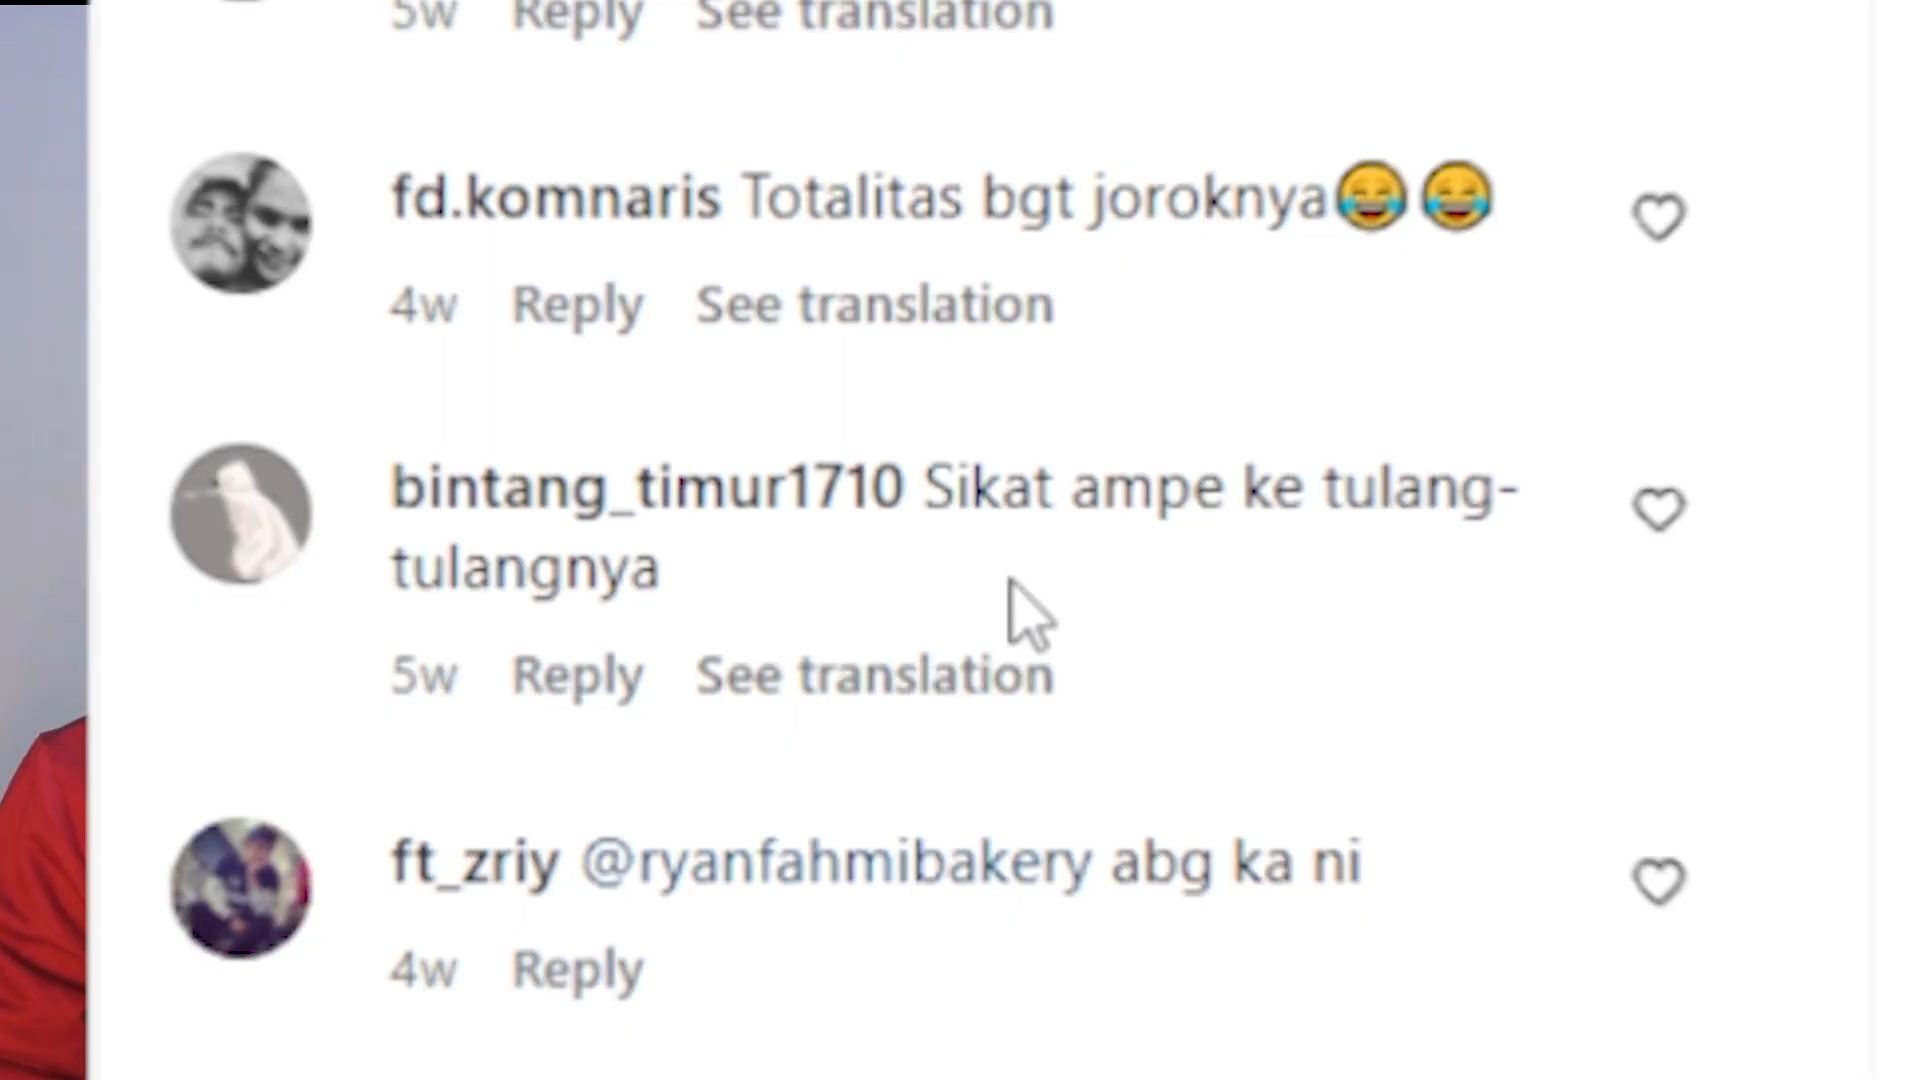 5w Reply See translation
fd.komnaris Totalitas bgt joroknya😂😂
4w Reply See translation
bintang_timur1710 Sikat ampe ke tulang-
tulangnya
5w Reply See translation
ft_zriy @ryanfahmibakery abg ka ni
4w Reply